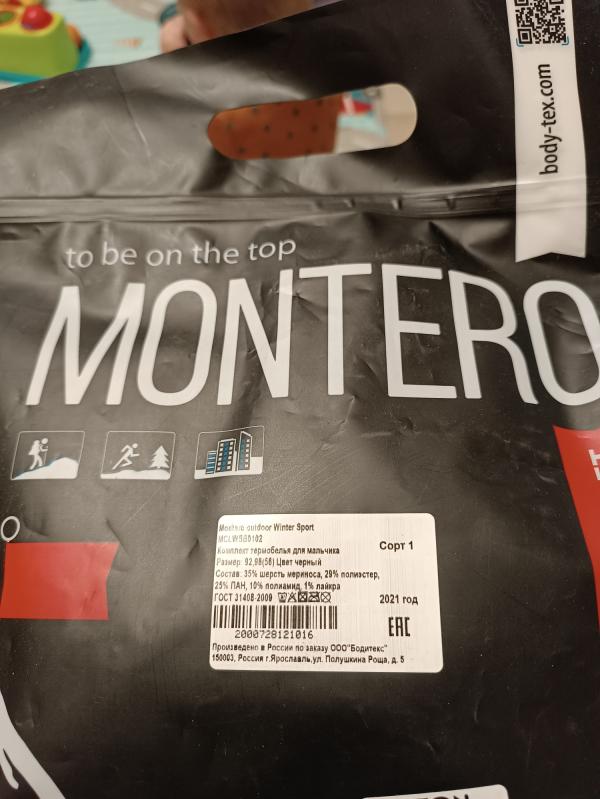 body-tex.com
to be on the top
MONTERO
Montero outdoor Winter Sport
Комплект термобелья для мальчика
Сорт 1
Размер: 92,98(56) Цвет черный
Состав: 35% шерсть мериноса, 29% полиэстер,
25% ПАН, 10% полиамид, 1% лайкра
ГОСТ 31408-2009
2021 год
2000728121016
EAC
Произведено в России по заказу ООО"Бодитекс"
150003, Россия г.Ярославль,ул. Полушкина Роща, д. 5